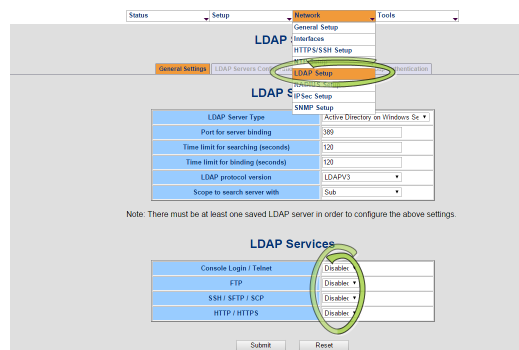 Status Setup Network Tools
General Setup
LDAP
Interfaces
HTTPS/SSH Setup
General Settings LDAP Servers LDAP Setup
LDAP
IPSec Setup
SNMP Setup
LDAP Server Type Active Directory on Windows Se
Port for server binding 389
Time limit for searching (seconds) 120
Time limit for binding (seconds) 120
LDAP protocol version LDAPV3
Scope to search server with Sub
Note: There must be at least one saved LDAP server in order to configure the above settings.
LDAP Services
Console Login / Telnet Disablec
FTP Disablec
SSH / SFTP / SCP Disablec
HTTP / HTTPS Disablec
Submit Reset